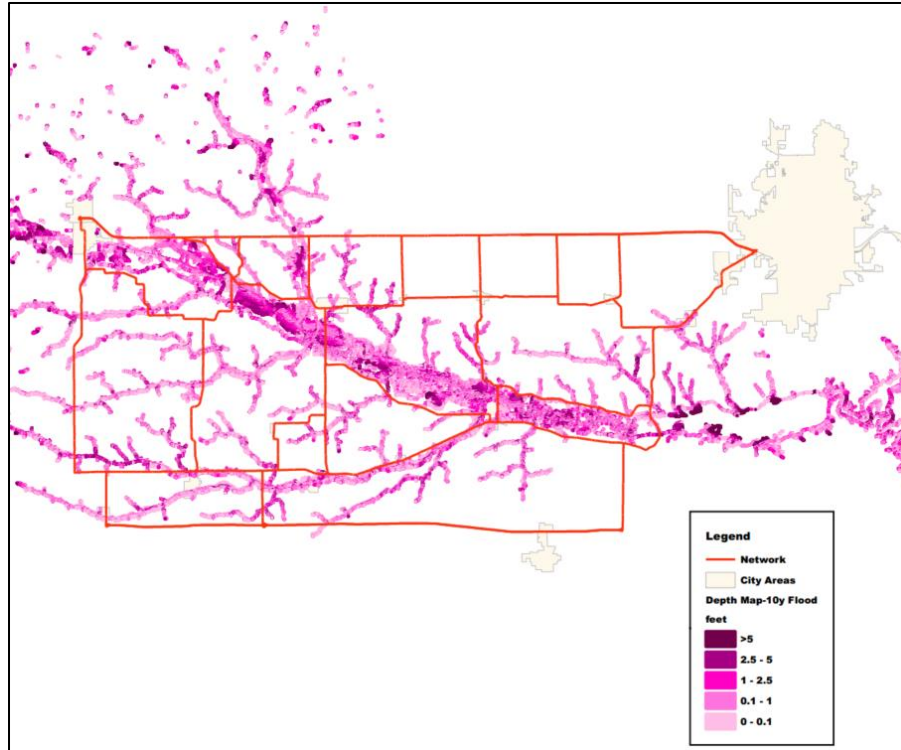 Legend
Network
City Areas
Depth Map-10y Flood
feet
>5
2.5 - 5
1 - 2.5
0.1 - 1
0 - 0.1